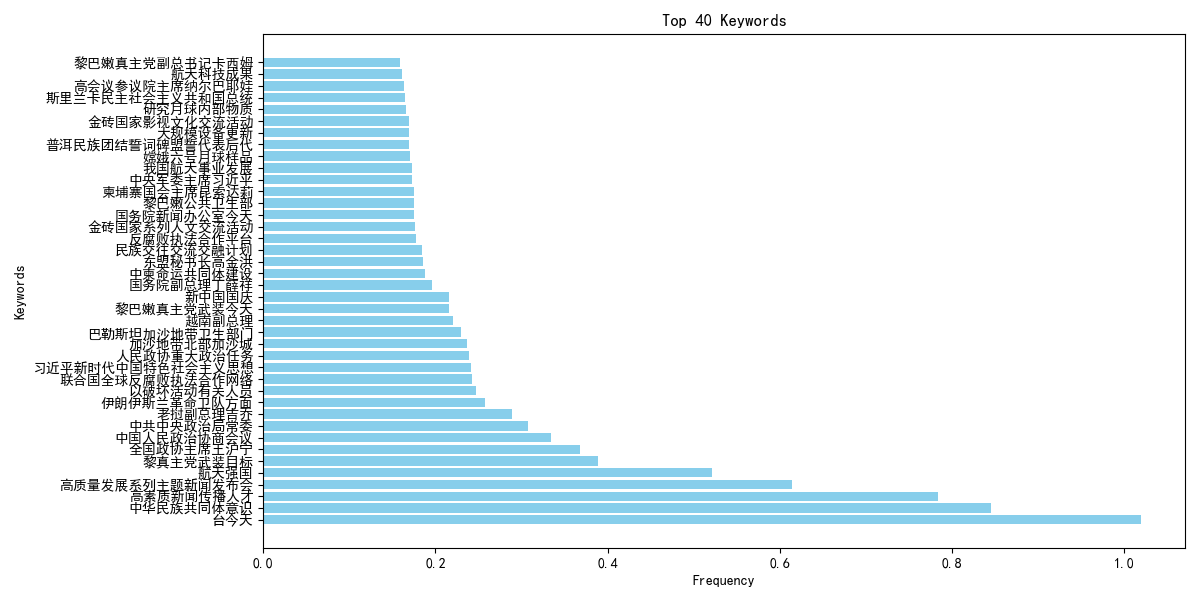 Top 40 Keywords
黎巴嫩真主党副总书记卡西姆
航天科技成果
高会议参议院主席纳尔巴耶娃
斯里兰卡民主社会主义共和国总统
研究月球内部物质
金砖国家影视文化交流活动
大规模设备更新
普洱民族团结誓词碑盟誓代表后代
嫦娥六号月球样品
我国航天事业发展
中央军委主席习近平
柬埔寨国会主席昆索达莉
黎巴嫩公共卫生部
国务院新闻办公室今天
金砖国家系列人文交流活动
反腐败执法合作平台
民族交往交流交融计划
东盟秘书长高金洪
中柬命运共同体建设
国务院副总理丁薛祥
新中国国庆
黎巴嫩真主党武装今天
越南副总理
巴勒斯坦加沙地带卫生部门
加沙地带北部加沙城
人民政协重大政治任务
习近平新时代中国特色社会主义思想
联合国全球反腐败执法合作网络
以破坏活动有关人员
伊朗伊斯兰革命卫队方面
老挝副总理吉乔
中共中央政治局常委
中国人民政治协商会议
全国政协主席王沪宁
黎真主党武装目标
航天强国
高质量发展系列主题新闻发布会
高素质新闻传播人才
中华民族共同体意识
台今天
Keywords
0.0 0.2 0.4 0.6 0.8 1.0
Frequency